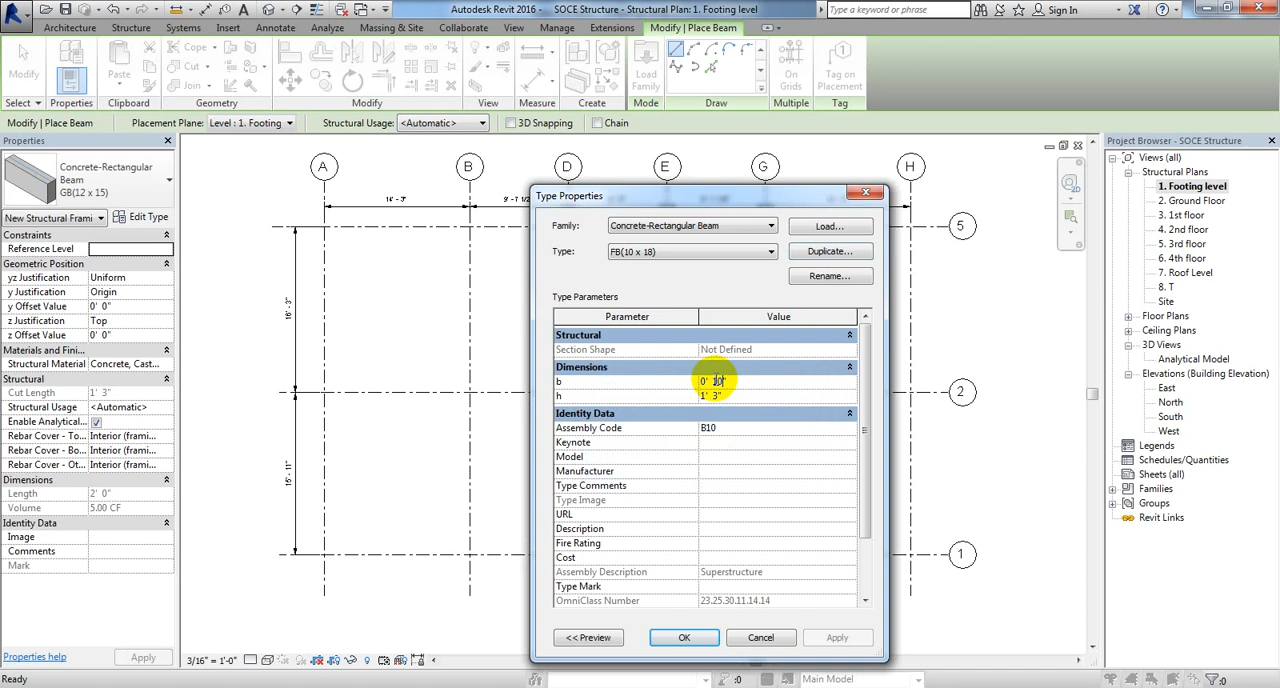 Autodesk Revit 2016 - SOCE Structure - Structural Plan: 1. Footing level
Type a keyword or phrase
Sign In
Architecture Structure Systems Insert Annotate Analyze Massing & Site Collaborate View Manage Extensions Modify | Place Beam
Modify
Paste
Cope
Cut
Join
Load
Family
On
Grids
Tag on
Placement
Select Properties Clipboard Geometry Modify View Measure Create Mode Draw Multiple Tag
Modify | Place Beam Placement Plane: Level : 1. Footing Structural Usage: <Automatic> 3D Snapping Chain
Properties
Concrete-Rectangular
Beam
GB(12 x 15)
New Structural Frami Edit Type
Constraints
Reference Level
Geometric Position
yz Justification Uniform
y Justification Origin
y Offset Value 0' 0"
z Justification Top
z Offset Value 0' 0"
Materials and Fini...
Structural Material Concrete, Cast...
Structural
Cut Length 1' 3"
Structural Usage <Automatic>
Enable Analytical...
Rebar Cover - To... Interior (framin...
Rebar Cover - Bo... Interior (framin...
Rebar Cover - Ot... Interior (framin...
Dimensions
Length 2' 0"
Volume 5.00 CF
Identity Data
Image
Comments
Mark
Properties help Apply
A B D E G H
14' - 3"
16' - 3"
15' - 11"
5
2
1
Type Properties
Family: Concrete-Rectangular Beam Load...
Type: FB(10 x 18) Duplicate...
Rename...
Type Parameters
Parameter Value
Structural
Section Shape Not Defined
Dimensions
b 0' 10"
h 1' 3"
Identity Data
Assembly Code B10
Keynote
Model
Manufacturer
Type Comments
Type Image
URL
Description
Fire Rating
Cost
Assembly Description Superstructure
Type Mark
OmniClass Number 23.25.30.11.14.14
<< Preview OK Cancel Apply
Project Browser - SOCE Structure
Views (all)
Structural Plans
1. Footing level
2. Ground Floor
3. 1st floor
4. 2nd floor
5. 3rd floor
6. 4th floor
7. Roof Level
8. T
Site
Floor Plans
Ceiling Plans
3D Views
Analytical Model
Elevations (Building Elevation)
East
North
South
West
Legends
Schedules/Quantities
Sheets (all)
Families
Groups
Revit Links
3/16" = 1'-0"
Ready
:0
Main Model
:0